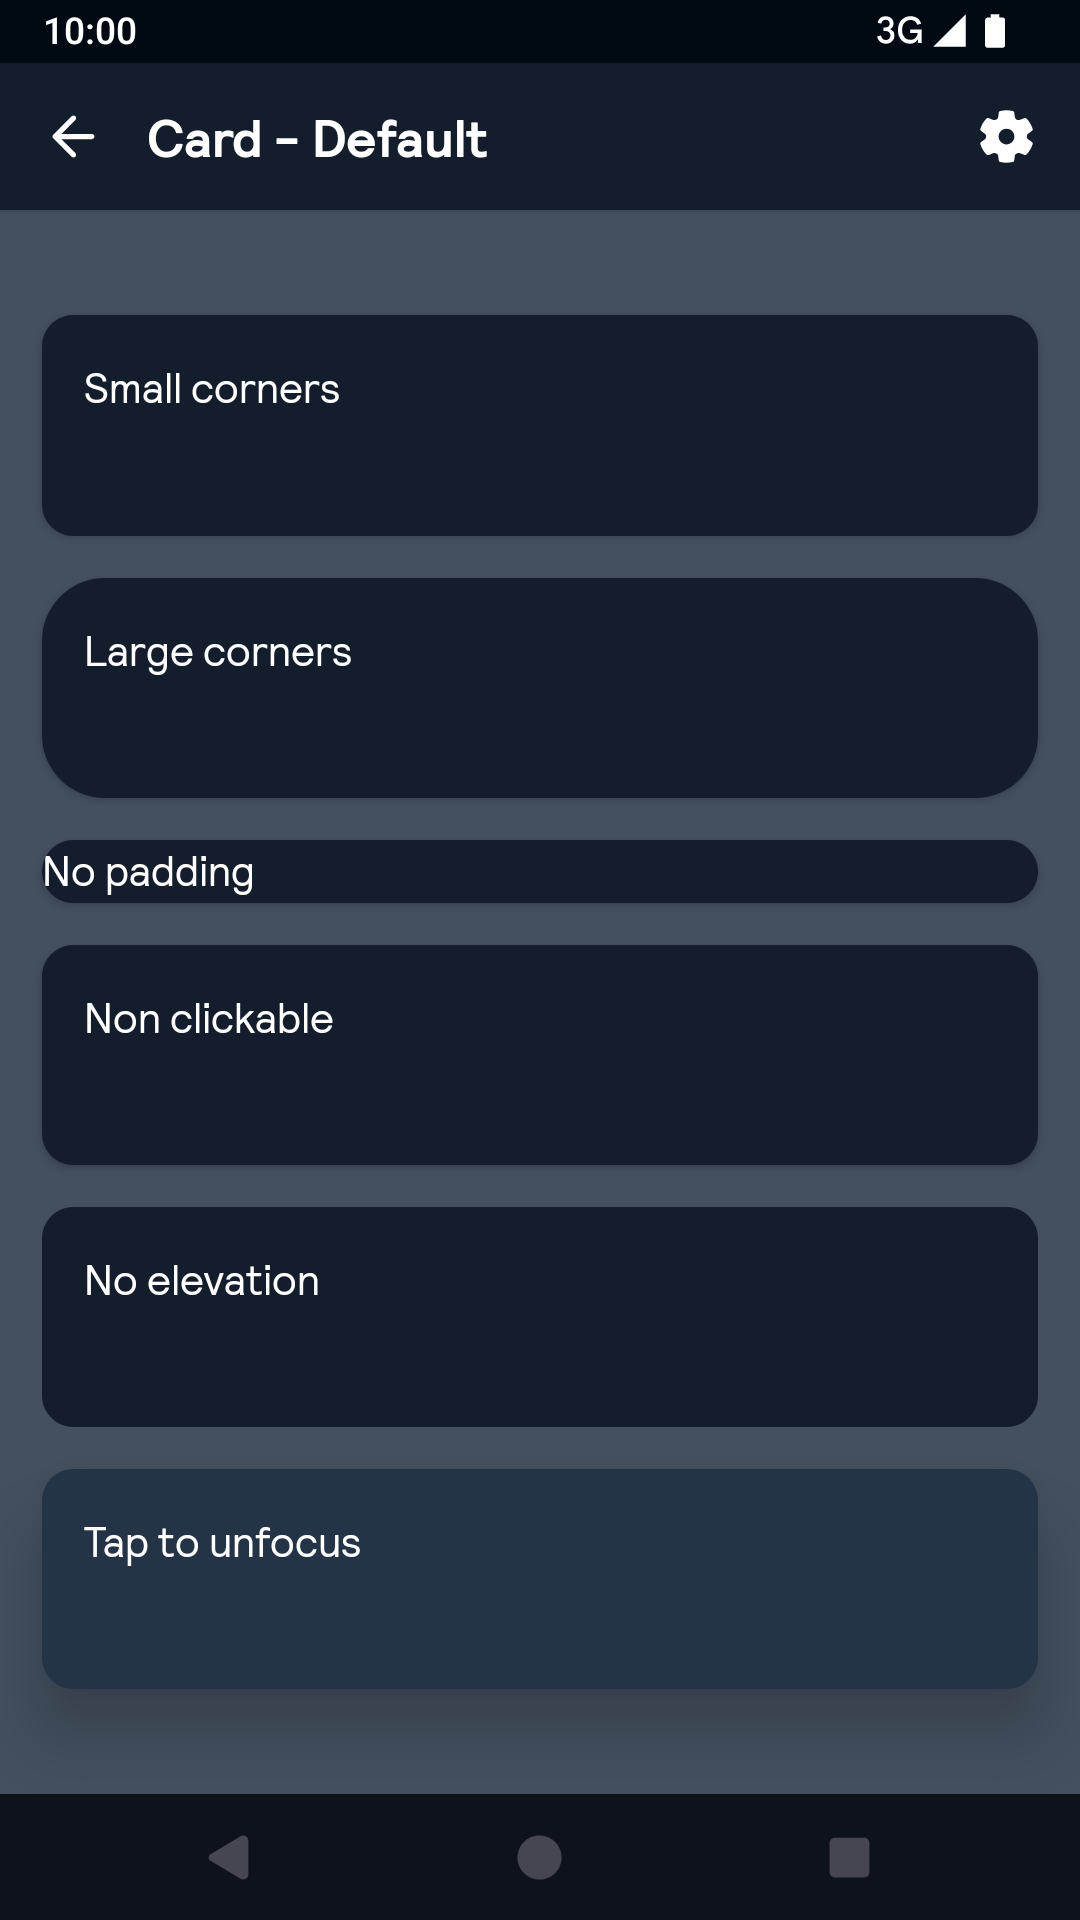 10:00 3G
Card - Default
Small corners
Large corners
No padding
Non clickable
No elevation
Tap to unfocus